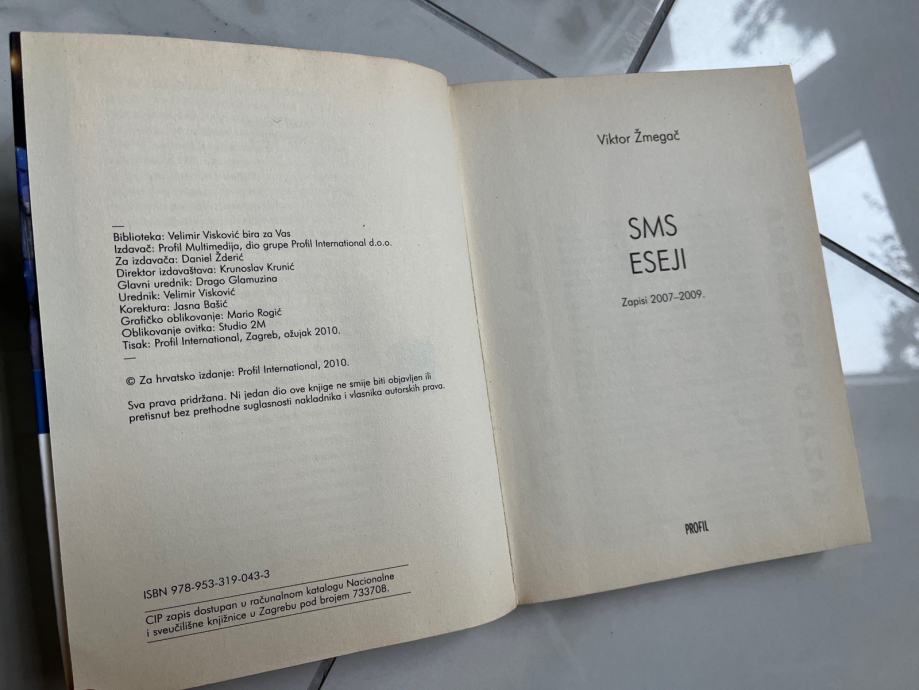 Biblioteka: Velimir Visković bira za Vas
Izdavač: Profil Multimedija, dio grupe Profil International d.o.o.
Za izdavača: Daniel Žderić
Direktor izdavaštava: Krunoslav Krunić
Glavni urednik: Drago Glamuzina
Urednik: Velimir Visković
Korektura: Jasna Bašić
Grafičko oblikovanje: Mario Rogić
Oblikovanje ovitka: Studio 2M
Tisak: Profil International, Zagreb, ožujak 2010.
© Za hrvatsko izdanje: Profil International, 2010.
Sva prava pridržana. Ni jedan dio ove knjige ne smije biti objavljen ili
pretisnut bez prethodne suglasnosti nakladnika i vlasnika autorskih prava.
ISBN 978-953-319-043-3
CIP zapis dostupan u računalnom katalogu Nacionalne
i sveučilišne knjižnice u Zagrebu pod brojem 733708.
Viktor Žmegač
SMS
ESEJI
Zapisi 2007–2009.
PROFIL